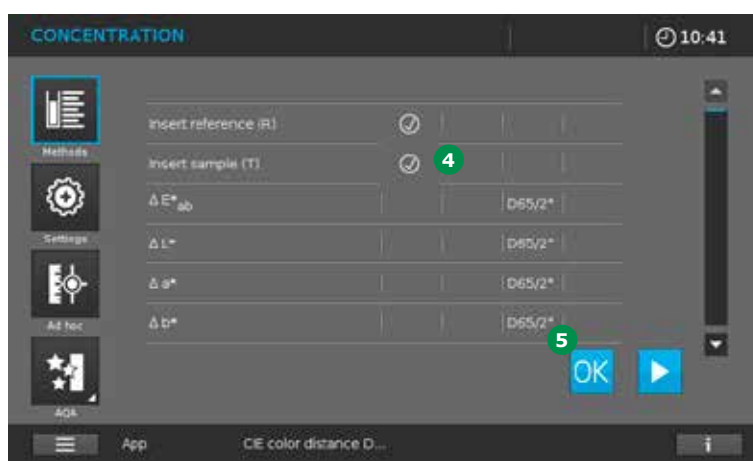 CONCENTRATION
10:41
Methods
Insert reference (R)
Insert sample (T)
4
Settings
Δ E*ab
D65/2°
Δ L*
D65/2°
Ad hoc
Δ a*
D65/2°
Δ b*
D65/2°
5
OK
AQA
App
CIE color distance D...
i